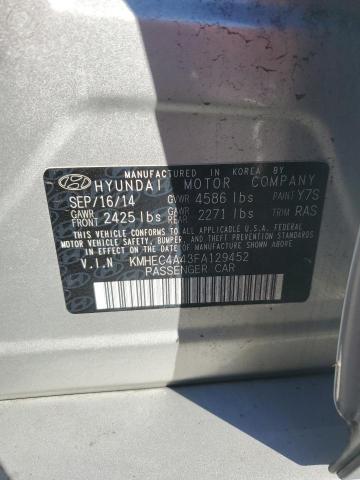 MANUFACTURED IN KOREA BY
HYUNDAI MOTOR COMPANY
SEP/16/14 GVWR 4586 lbs PAINT Y7S
GAWR FRONT 2425 lbs GAWR REAR 2271 lbs TRIM RAS
THIS VEHICLE CONFORMS TO ALL APPLICABLE U.S.A FEDERAL
MOTOR VEHICLE SAFETY, BUMPER, AND THEFT PREVENTION STANDARDS
IN EFFECT ON THE DATE OF MANUFACTURE SHOWN ABOVE.
V.I.N KMHEC4A43FA129452
PASSENGER CAR